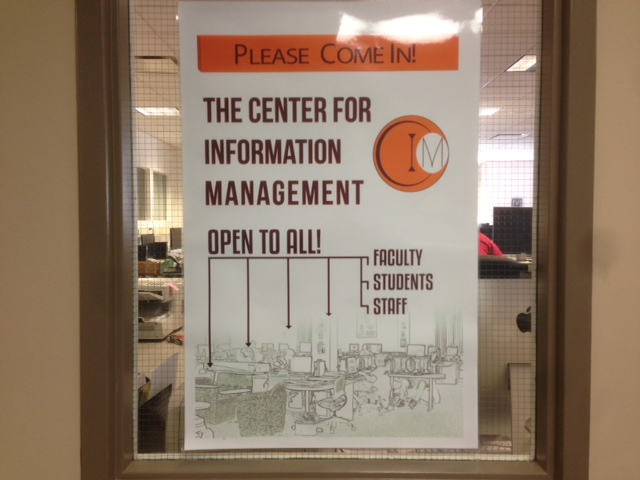 PLEASE COME IN!
THE CENTER FOR
INFORMATION
MANAGEMENT
CIM
OPEN TO ALL!
FACULTY
STUDENTS
STAFF